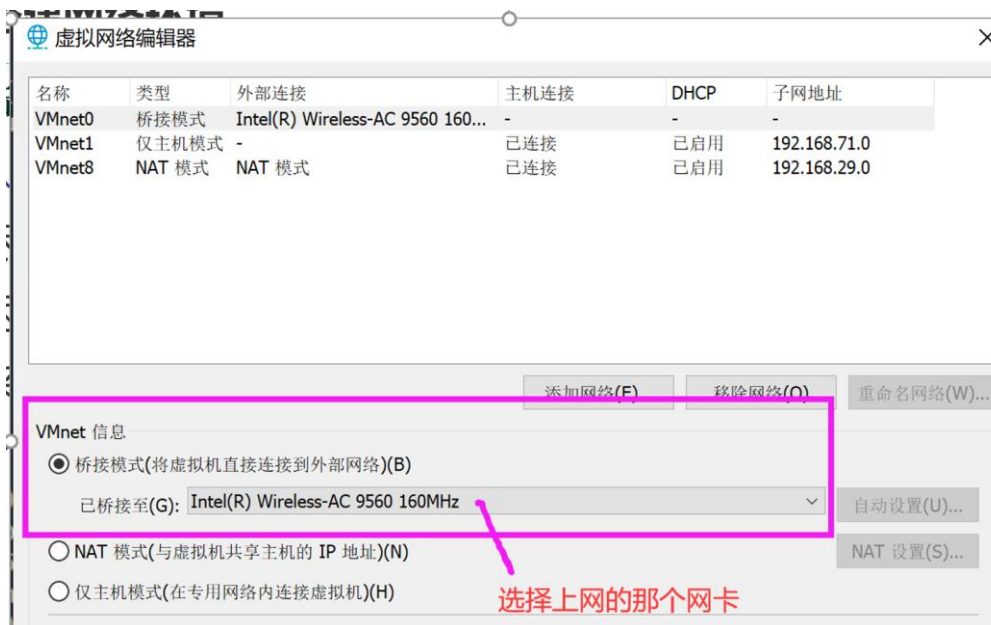 虚拟网络编辑器
名称 类型 外部连接 主机连接 DHCP 子网地址
VMnet0 桥接模式 Intel(R) Wireless-AC 9560 160... - - -
VMnet1 仅主机模式 - 已连接 已启用 192.168.71.0
VMnet8 NAT 模式 NAT 模式 已连接 已启用 192.168.29.0
添加网络(E) 移除网络(O) 重命名网络(W)...
VMnet 信息
桥接模式(将虚拟机直接连接到外部网络)(B)
已桥接至(G): Intel(R) Wireless-AC 9560 160MHz 自动设置(U)...
NAT 模式(与虚拟机共享主机的 IP 地址)(N) NAT 设置(S)...
仅主机模式(在专用网络内连接虚拟机)(H)
选择上网的那个网卡